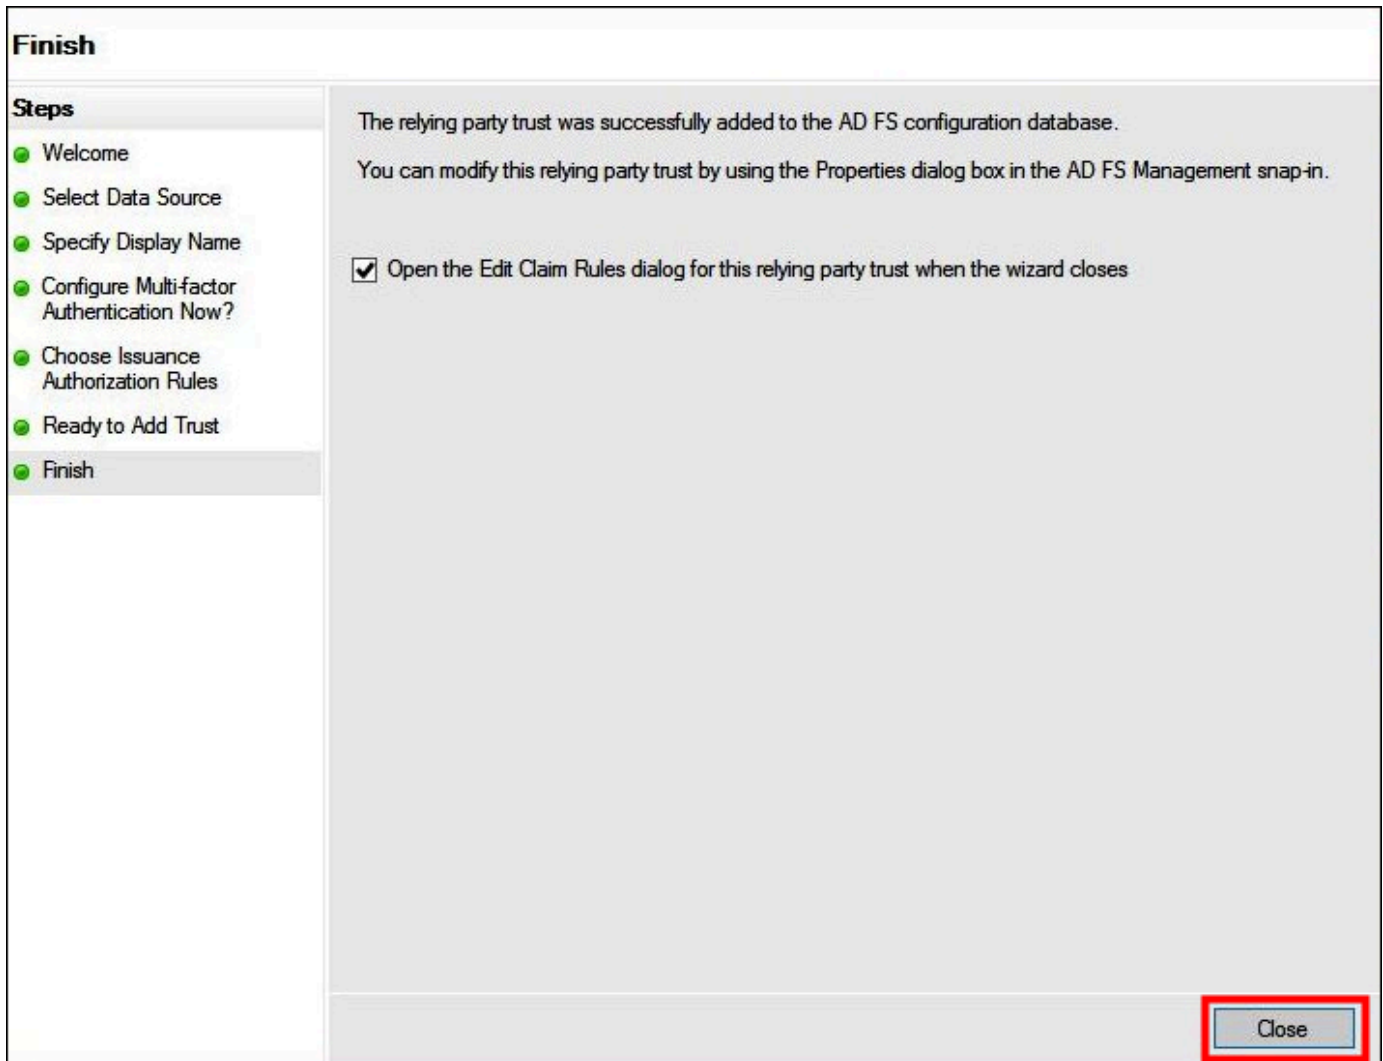 Finish
Steps
Welcome
Select Data Source
Specify Display Name
Configure Multi-factor
Authentication Now?
Choose Issuance
Authorization Rules
Ready to Add Trust
Finish
The relying party trust was successfully added to the AD FS configuration database.
You can modify this relying party trust by using the Properties dialog box in the AD FS Management snap-in.
Open the Edit Claim Rules dialog for this relying party trust when the wizard closes
Close